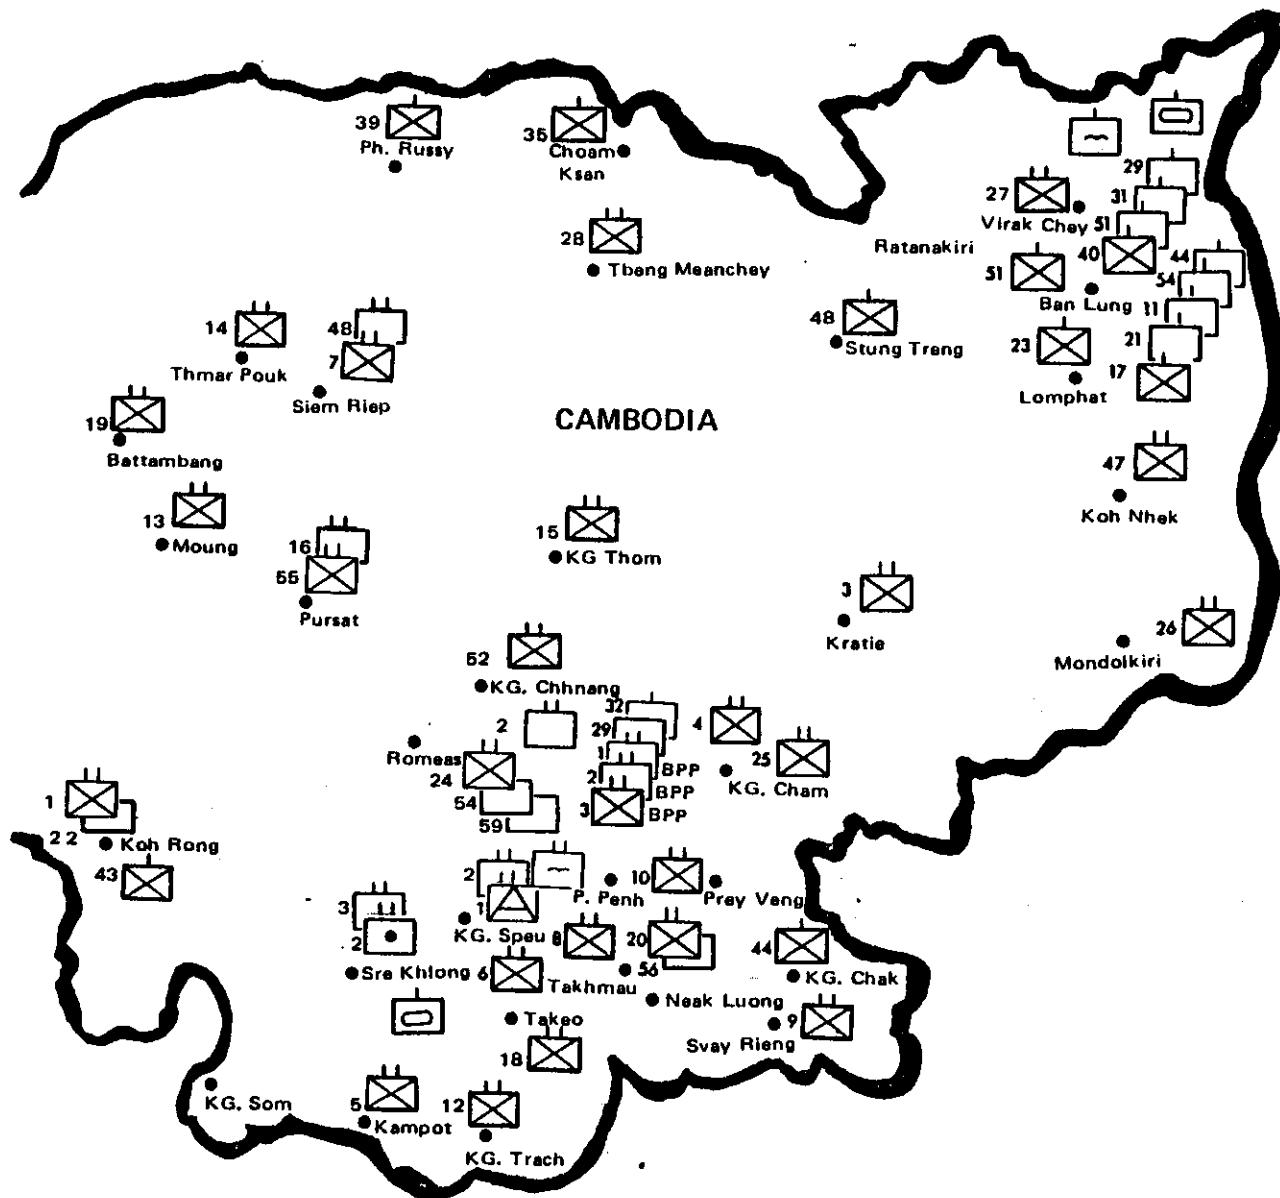 39
Ph. Russy
35
Choam
Ksan
29
31
27
Virak Chey
51
28
Tbeng Meanchey
Ratanakiri
51
40
Ban Lung
44
54
11
21
17
14
Thmar Pouk
48
7
Siem Riep
48
Stung Treng
23
Lomphat
19
Battambang
CAMBODIA
47
Koh Nhek
13
Moung
16
55
Pursat
15
KG Thom
3
Kratie
26
Mondolkiri
52
KG. Chhnang
2
32
29
1
BPP
2
BPP
3
BPP
4
25
KG. Cham
Romeas
24
54
59
1
22
Koh Rong
43
2
1
P. Penh
10
Prey Veng
3
2
KG. Speu
8
20
56
44
KG. Chak
Sre Khlong
6
Takhmau
Neak Luong
Takeo
9
Svay Rieng
18
KG. Som
5
Kampot
12
KG. Trach